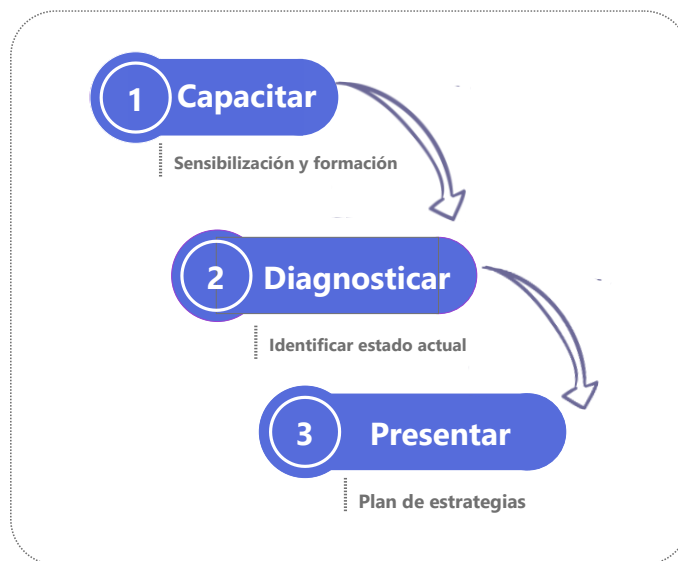 1 Capacitar
Sensibilización y formación
2 Diagnosticar
Identificar estado actual
3 Presentar
Plan de estrategias